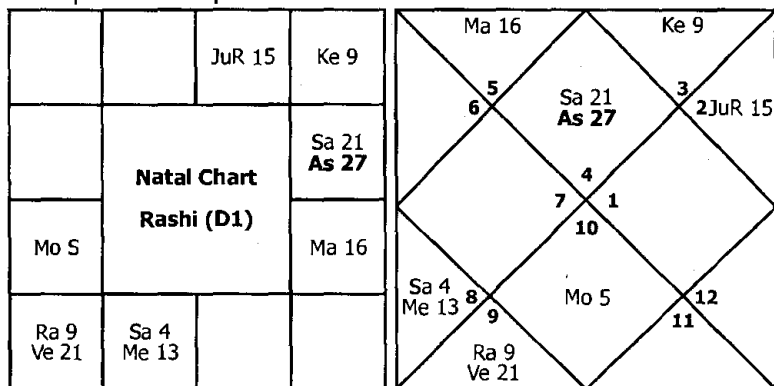 JuR 15
Ke 9
Sa 21
As 27
Natal Chart
Rashi (D1)
Mo S
Ma 16
Ra 9
Ve 21
Sa 4
Me 13
Ma 16
Ke 9
5
3
6
Sa 21
As 27
2 JuR 15
4
7
1
10
Sa 4
Me 13
8
9
Mo 5
12
11
Ra 9
Ve 21